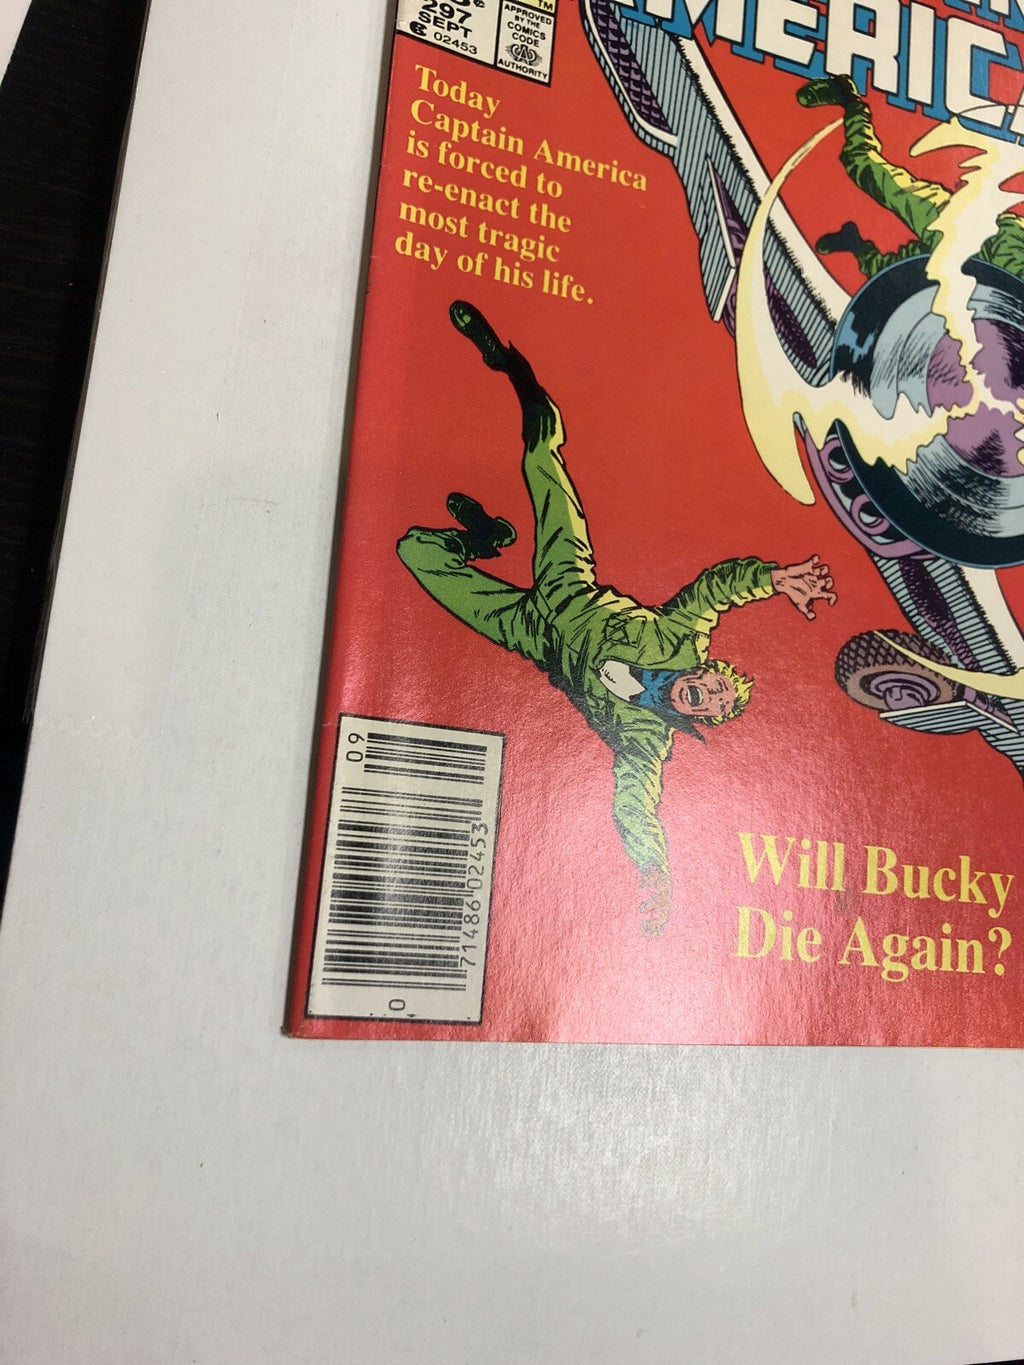 297
SEPT
02453
TM
APPROVED
BY THE
COMICS
CODE
AUTHORITY
Today
Captain America
is forced to
re-enact the
most tragic
day of his life.
09
71486 02453
0
Will Bucky
Die Again?